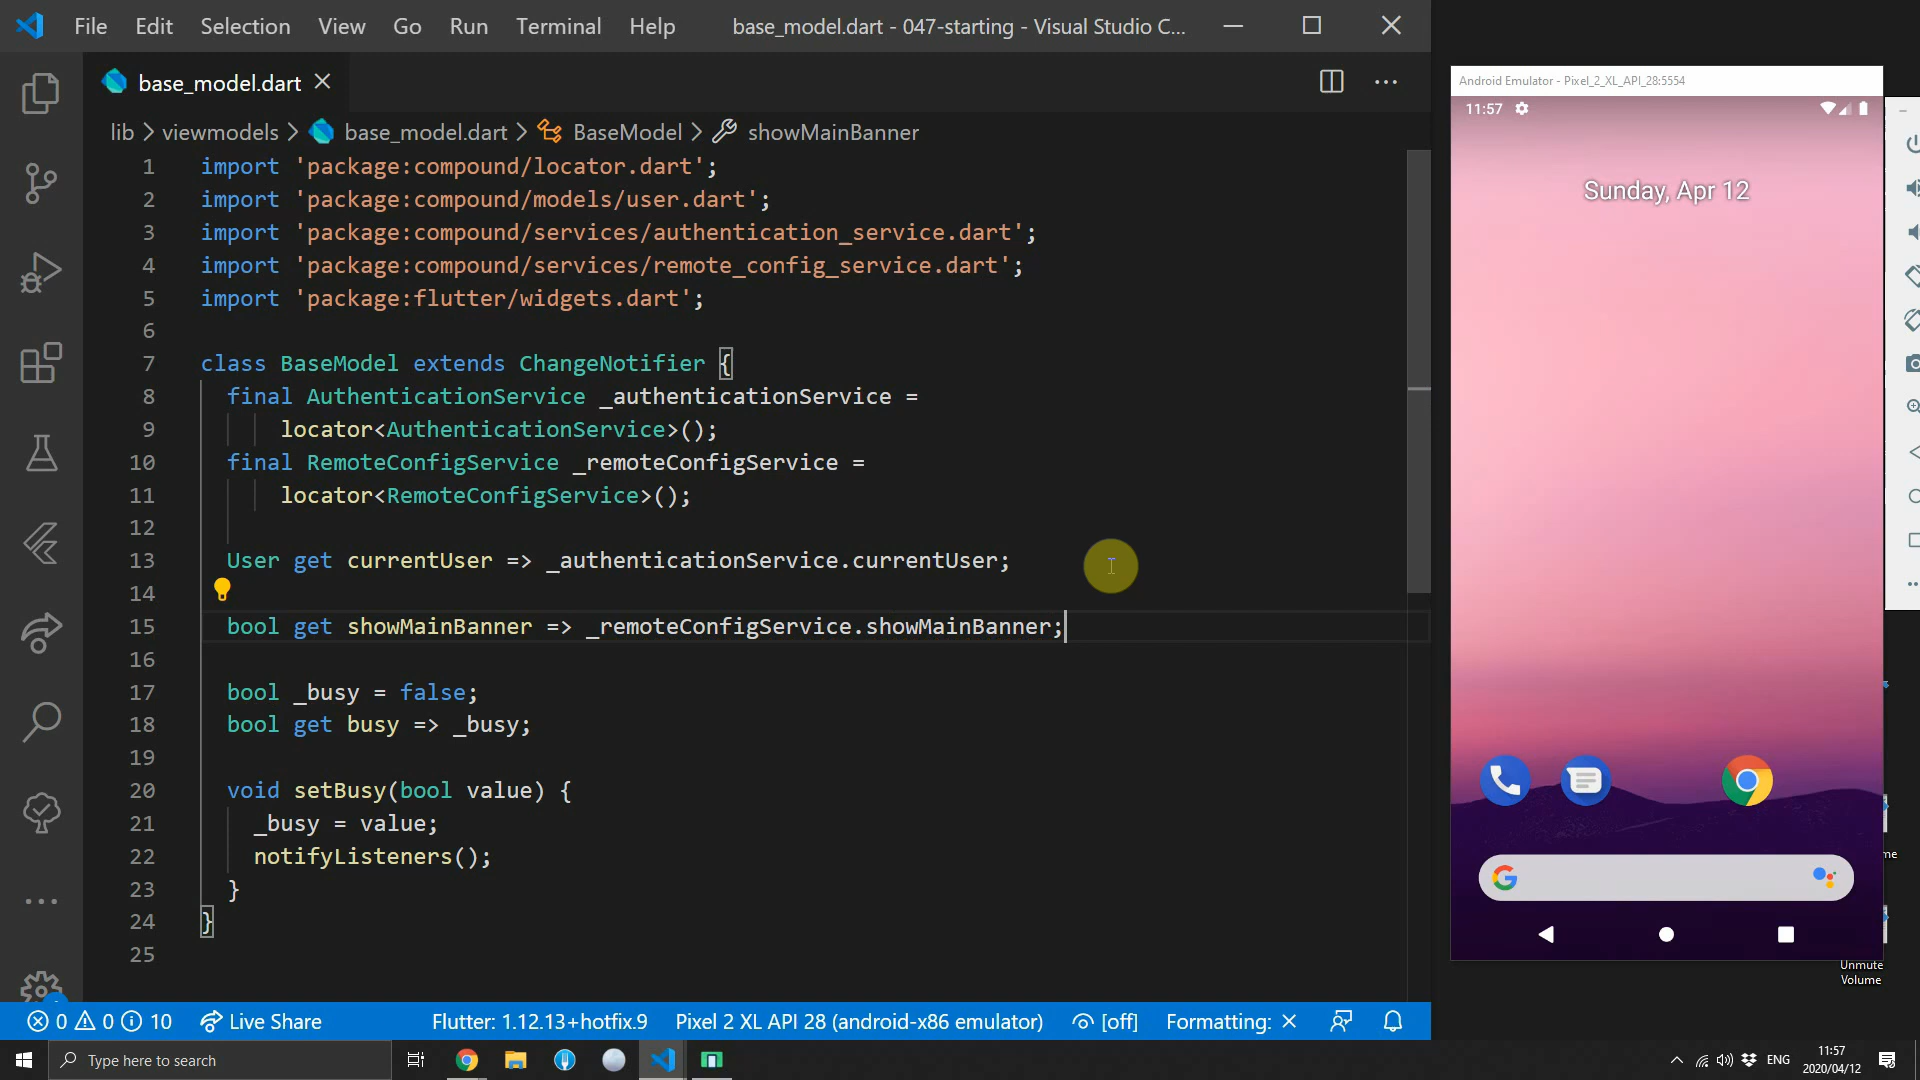 File Edit Selection View Go Run Terminal Help
base_model.dart - 047-starting - Visual Studio C...
base_model.dart
lib > viewmodels > base_model.dart > BaseModel > showMainBanner
1 import 'package:compound/locator.dart';
2 import 'package:compound/models/user.dart';
3 import 'package:compound/services/authentication_service.dart';
4 import 'package:compound/services/remote_config_service.dart';
5 import 'package:flutter/widgets.dart';
6
7 class BaseModel extends ChangeNotifier {
8 final AuthenticationService _authenticationService =
9 locator<AuthenticationService>();
10 final RemoteConfigService _remoteConfigService =
11 locator<RemoteConfigService>();
12
13 User get currentUser => _authenticationService.currentUser;
14
15 bool get showMainBanner => _remoteConfigService.showMainBanner;
16
17 bool _busy = false;
18 bool get busy => _busy;
19
20 void setBusy(bool value) {
21 _busy = value;
22 notifyListeners();
23 }
24 }
25
0 0 10 Live Share Flutter: 1.12.13+hotfix.9 Pixel 2 XL API 28 (android-x86 emulator) [off] Formatting: ×
Android Emulator - Pixel_2_XL_API_28:5554
11:57
Sunday, Apr 12
G
me
Unmute
Volume
Type here to search
ENG
11:57
2020/04/12